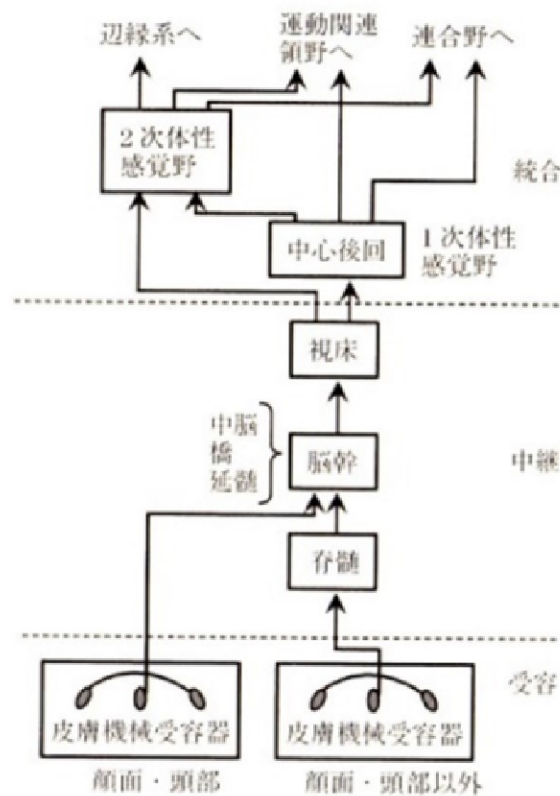 辺縁系へ
運動関連
領野へ
連合野へ
2次体性
感覚野
統合
中心後回
1次体性
感覚野
視床
中脳
橋
延髄
脳幹
中継
脊髄
受容
皮膚機械受容器
皮膚機械受容器
顔面・頭部
顔面・頭部以外